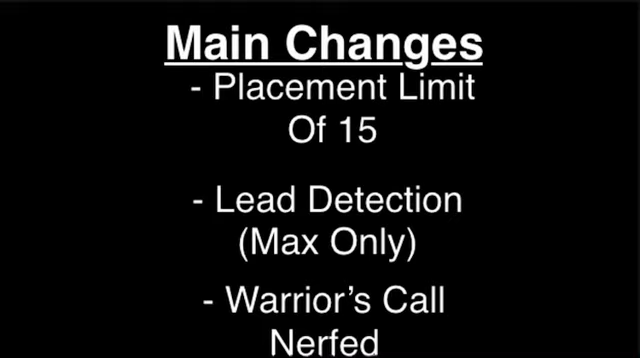 Main Changes
- Placement Limit
Of 15
- Lead Detection
(Max Only)
- Warrior’s Call
Nerfed